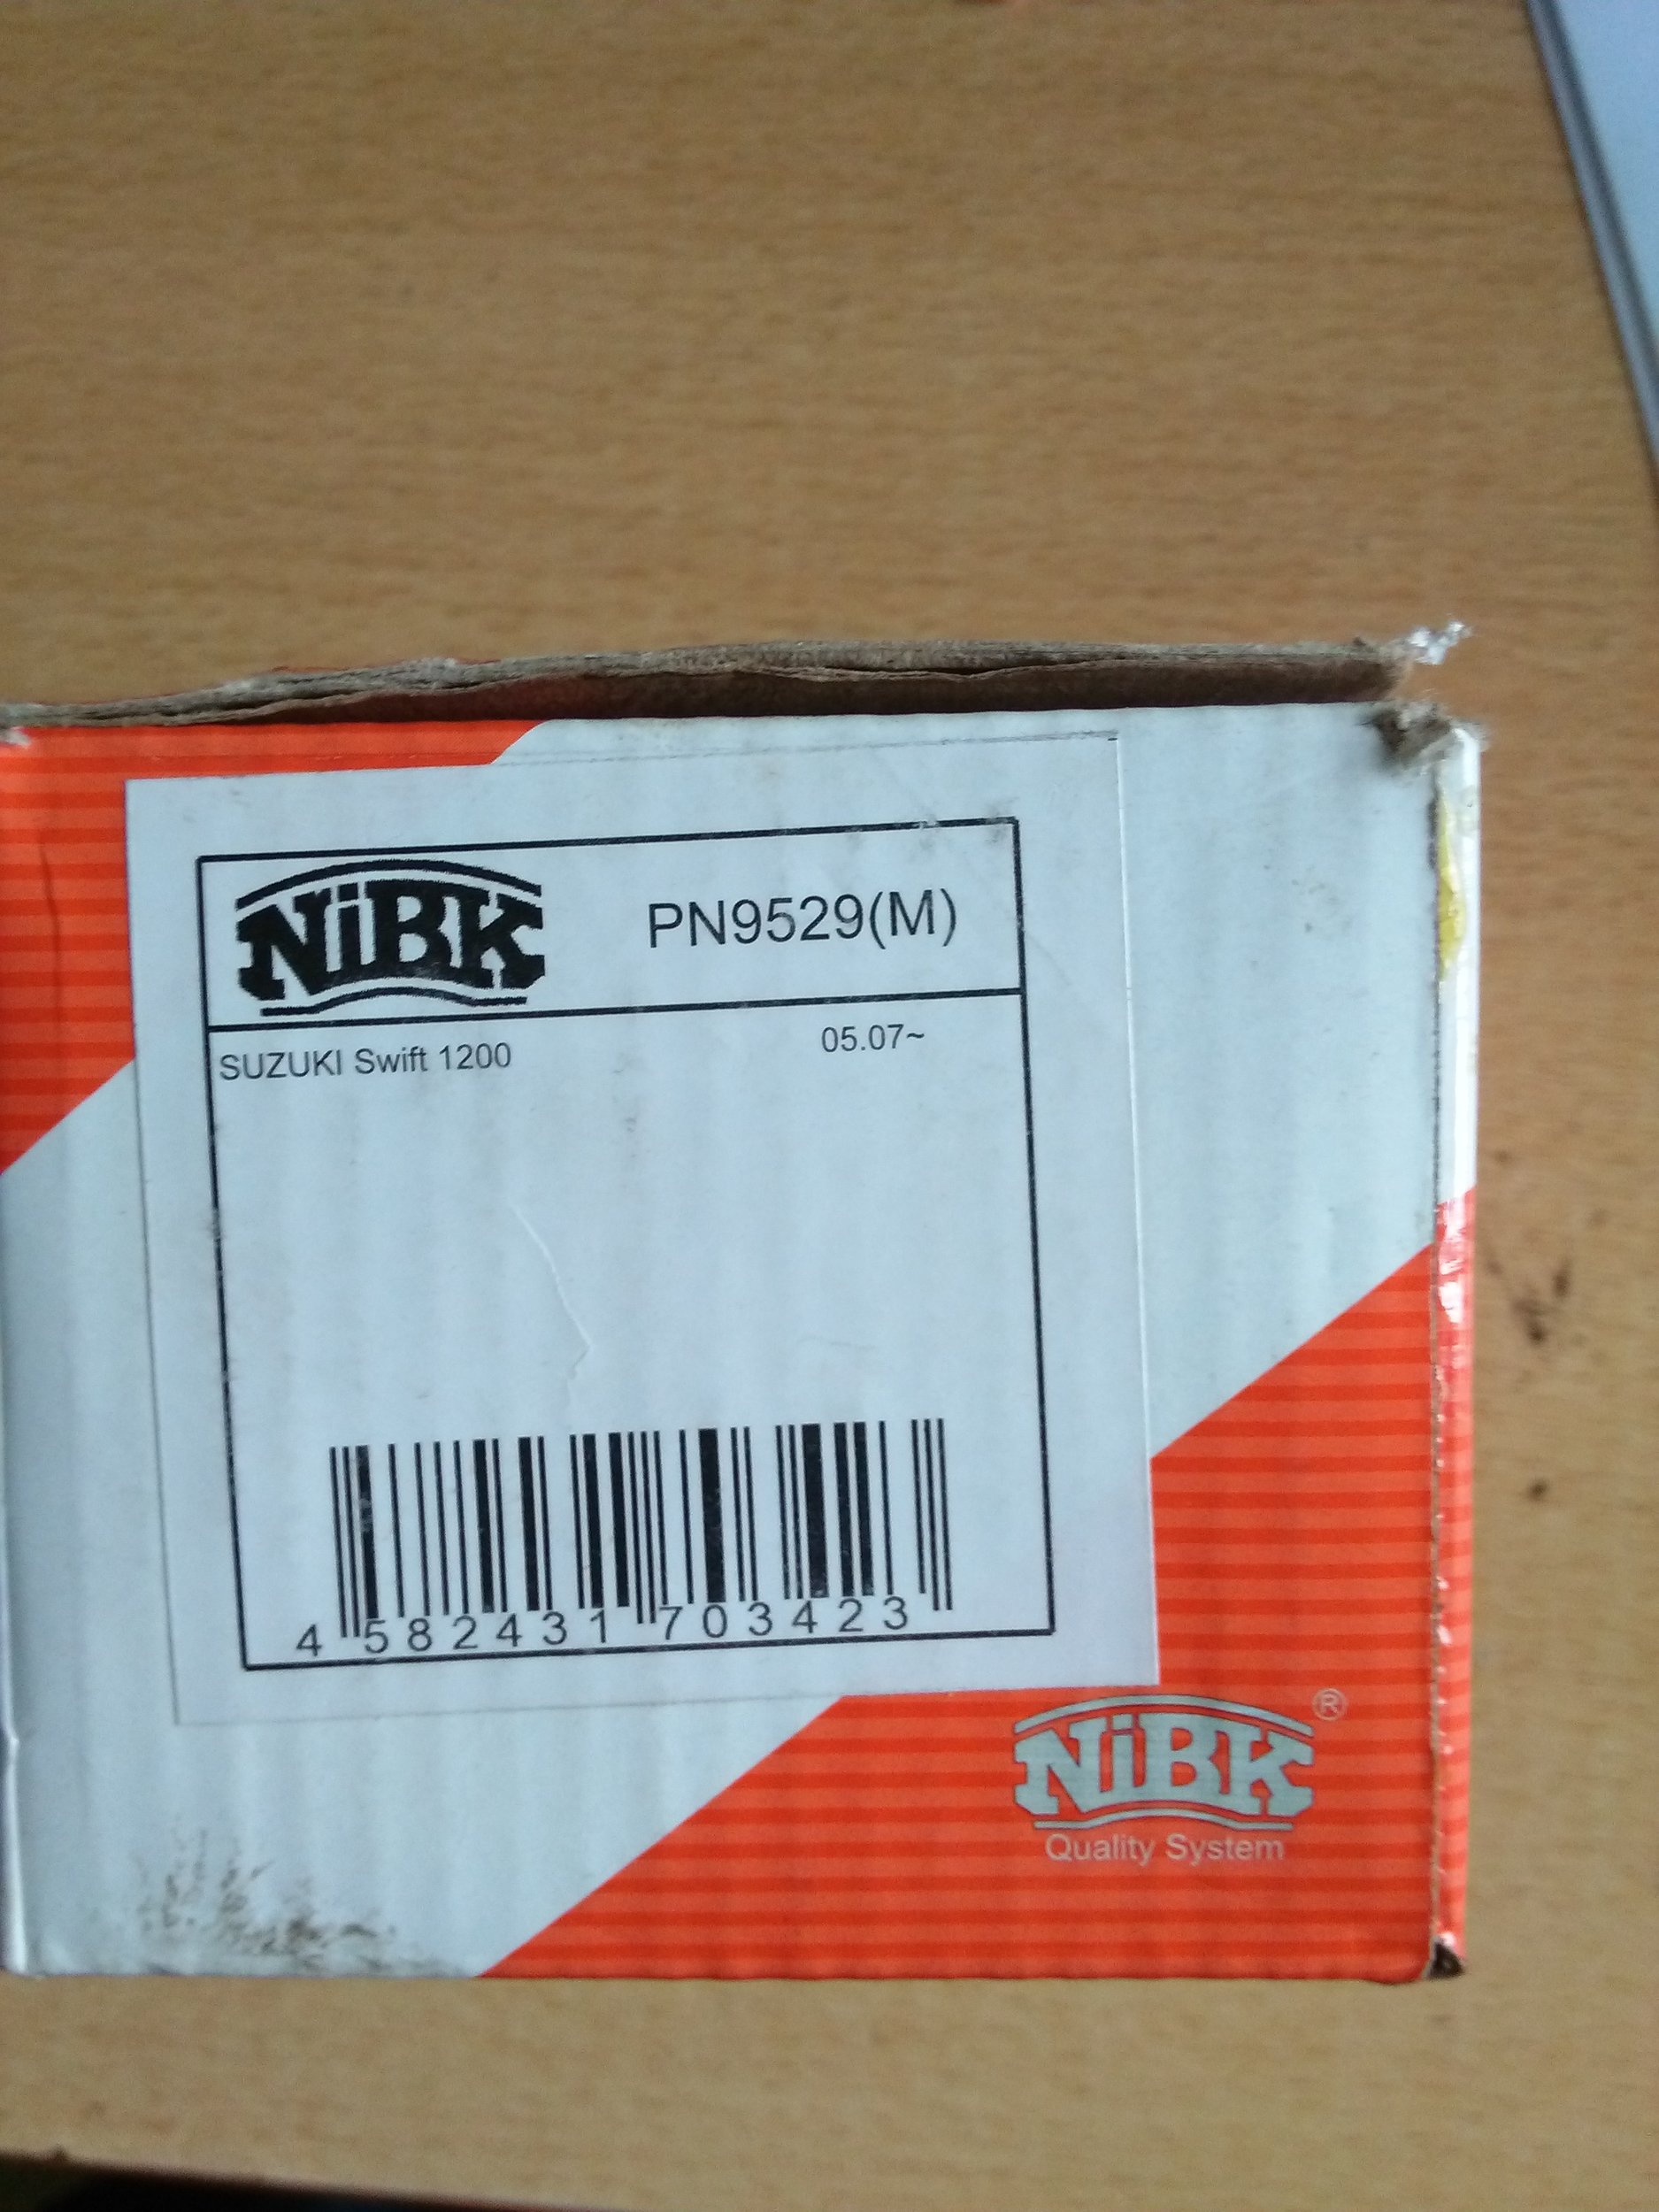 NiBK
PN9529(M)
SUZUKI Swift 1200
05.07~
4 582431 703423
NiBK ®
Quality System